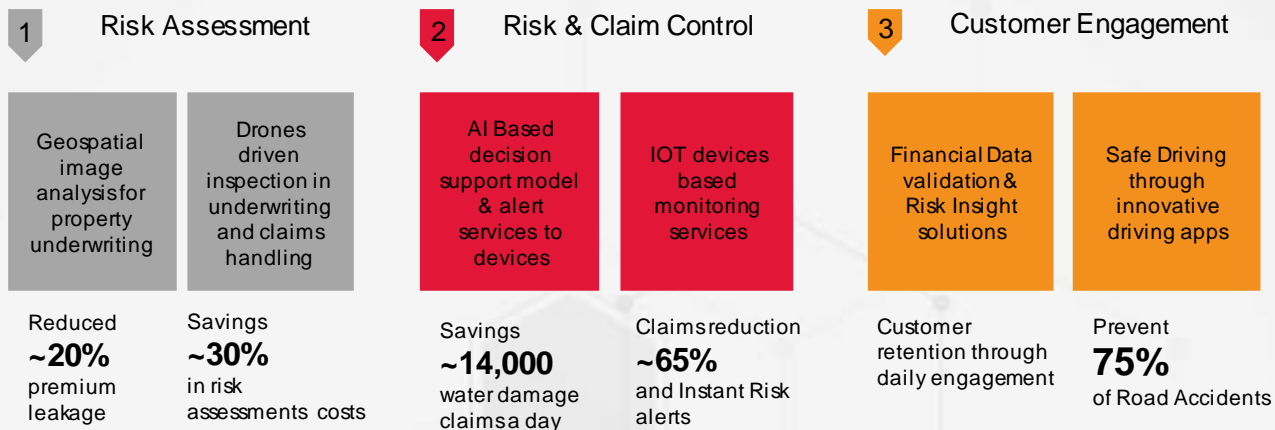 1
Risk Assessment
2
Risk & Claim Control
3
Customer Engagement
Geospatial
image
analysis for
property
underwriting
Drones
driven
inspection in
underwriting
and claims
handling
AI Based
decision
support model
& alert
services to
devices
IOT devices
based
monitoring
services
Financial Data
validation &
Risk Insight
solutions
Safe Driving
through
innovative
driving apps
Reduced
~20%
premium
leakage
Savings
~30%
in risk
assessments costs
Savings
~14,000
water damage
claims a day
Claims reduction
~65%
and Instant Risk
alerts
Customer
retention through
daily engagement
Prevent
75%
of Road Accidents